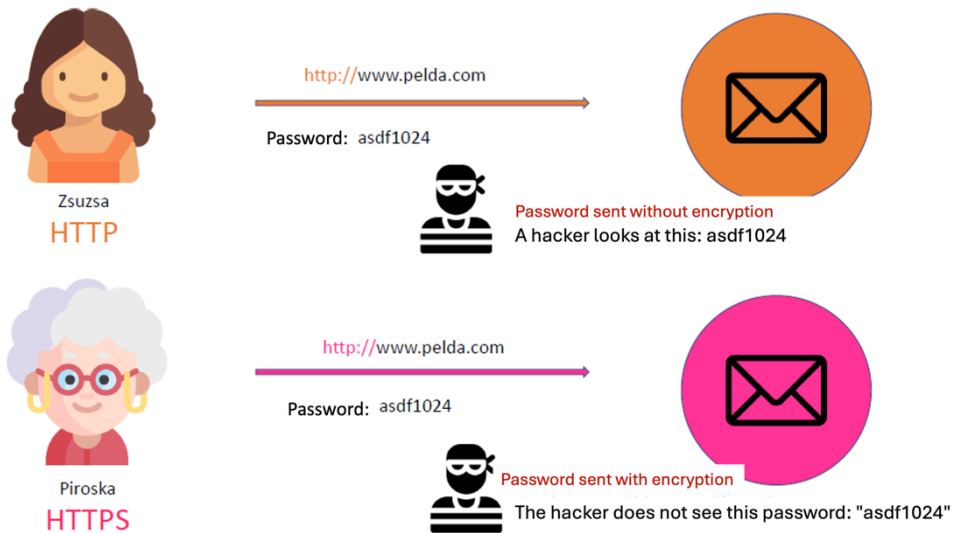 http://www.pelda.com
Password: asdf1024
Zsuzsa
HTTP
Password sent without encryption
A hacker looks at this: asdf1024
http://www.pelda.com
Password: asdf1024
Password sent with encryption
Piroska
HTTPS
The hacker does not see this password: "asdf1024"